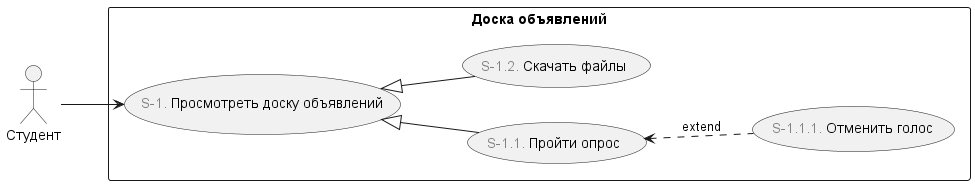 Доска объявлений
S-1.2. Скачать файлы
S-1. Просмотреть доску объявлений
extend
S-1.1.1. Отменить голос
Студент
S-1.1. Пройти опрос